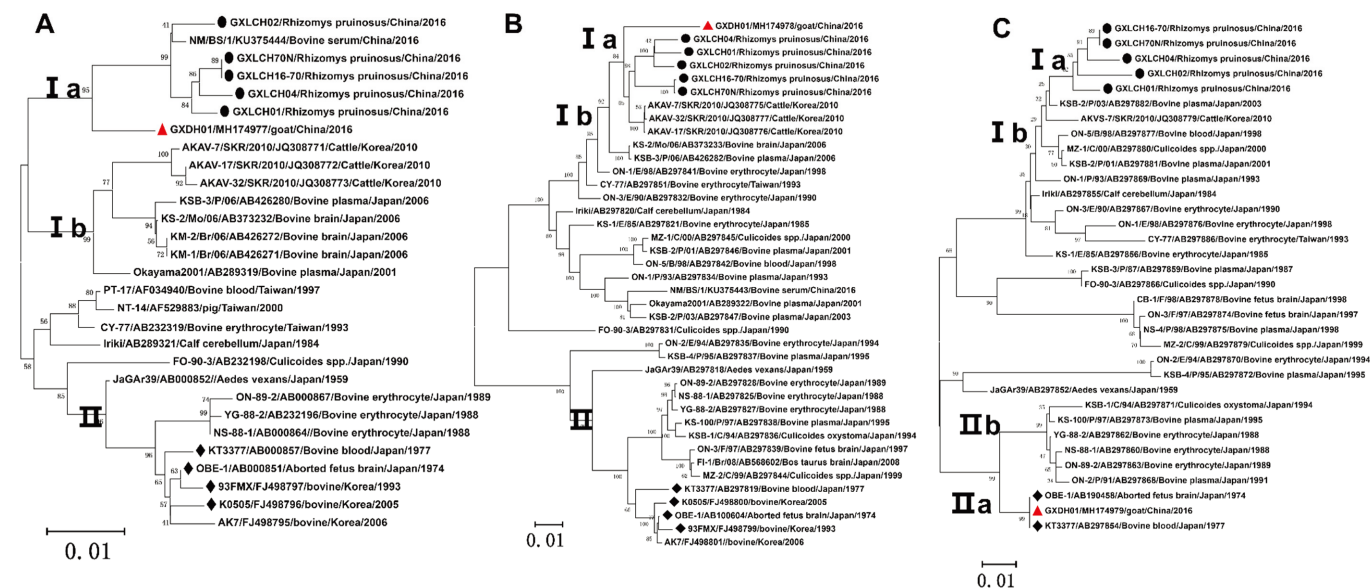 A
GXLCH02/Rhizomys pruinosus/China/2016
NM/BS/1/KU375444/Bovine serum/China/2016
GXLCH70N/Rhizomys pruinosus/China/2016
GXLCH16-70/Rhizomys pruinosus/China/2016
GXLCH04/Rhizomys pruinosus/China/2016
GXLCH01/Rhizomys pruinosus/China/2016
GXDH01/MH174977/goat/China/2016
AKAV-7/SKR/2010/JQ308771/Cattle/Korea/2010
AKAV-17/SKR/2010/JQ308772/Cattle/Korea/2010
AKAV-32/SKR/2010/JQ308773/Cattle/Korea/2010
KSB-3/P/06/AB426280/Bovine plasma/Japan/2006
KS-2/Mo/06/AB373232/Bovine brain/Japan/2006
KM-2/Br/06/AB426272/Bovine brain/Japan/2006
KM-1/Br/06/AB426271/Bovine brain/Japan/2006
Okayama2001/AB289319/Bovine plasma/Japan/2001
PT-17/AF034940/Bovine blood/Taiwan/1997
NT-14/AF529883/pig/Taiwan/2000
CY-77/AB232319/Bovine erythrocyte/Taiwan/1993
Iriki/AB289321/Calf cerebellum/Japan/1984
FO-90-3/AB232198/Culicoides spp./Japan/1990
JaGAr39/AB000852//Aedes vexans/Japan/1959
ON-89-2/AB000867/Bovine erythrocyte/Japan/1989
YG-88-2/AB232196/Bovine erythrocyte/Japan/1988
NS-88-1/AB000864//Bovine erythrocyte/Japan/1988
KT3377/AB000857/Bovine blood/Japan/1977
OBE-1/AB000851/Aborted fetus brain/Japan/1974
93FMX/FJ498797/bovine/Korea/1993
K0505/FJ498796/bovine/Korea/2005
AK7/FJ498795/bovine/Korea/2006
Ia
Ib
II
41
99
86
84
95
100
92
77
94
56
72
99
80
88
56
58
85
74
99
96
63
65
57
41
0.01
B
GXDH01/MH174978/goat/China/2016
GXLCH04/Rhizomys pruinosus/China/2016
GXLCH01/Rhizomys pruinosus/China/2016
GXLCH02/Rhizomys pruinosus/China/2016
GXLCH16-70/Rhizomys pruinosus/China/2016
GXLCH70N/Rhizomys pruinosus/China/2016
AKAV-7/SKR/2010/JQ308775/Cattle/Korea/2010
AKAV-32/SKR/2010/JQ308777/Cattle/Korea/2010
AKAV-17/SKR/2010/JQ308776/Cattle/Korea/2010
KS-2/Mo/06/AB373233/Bovine brain/Japan/2006
KSB-3/P/06/AB426282/Bovine plasma/Japan/2006
ON-1/E/98/AB297841/Bovine erythrocyte/Japan/1998
CY-77/AB297851/Bovine erythrocyte/Taiwan/1993
ON-3/E/90/AB297832/Bovine erythrocyte/Japan/1990
Iriki/AB297820/Calf cerebellum/Japan/1984
KS-1/E/85/AB297821/Bovine erythrocyte/Japan/1985
MZ-1/C/00/AB297845/Culicoides spp./Japan/2000
KSB-2/P/01/AB297846/Bovine plasma/Japan/2001
ON-5/B/98/AB297842/Bovine blood/Japan/1998
ON-1/P/93/AB297834/Bovine plasma/Japan/1993
NM/BS/1/KU375443/Bovine serum/China/2016
Okayama2001/AB289322/Bovine plasma/Japan/2001
KSB-2/P/03/AB297847/Bovine plasma/Japan/2003
FO-90-3/AB297831/Culicoides spp./Japan/1990
ON-2/E/94/AB297835/Bovine erythrocyte/Japan/1994
KSB-4/P/95/AB297837/Bovine plasma/Japan/1995
JaGAr39/AB297818/Aedes vexans/Japan/1959
ON-89-2/AB297828/Bovine erythrocyte/Japan/1989
NS-88-1/AB297825/Bovine erythrocyte/Japan/1988
YG-88-2/AB297827/Bovine erythrocyte/Japan/1988
KS-100/P/97/AB297838/Bovine plasma/Japan/1995
KSB-1/C/94/AB297836/Culicoides oxystoma/Japan/1994
ON-3/F/97/AB297839/Bovine fetus brain/Japan/1997
FI-1/Br/08/AB568602/Bos taurus brain/Japan/2008
MZ-2/C/99/AB297844/Culicoides spp./Japan/1999
KT3377/AB297819/Bovine blood/Japan/1977
K0505/FJ498800/bovine/Korea/2005
OBE-1/AB100604/Aborted fetus brain/Japan/1974
93FMX/FJ498799/bovine/Korea/1993
AK7/FJ498801//bovine/Korea/2006
Ia
Ib
II
0.01
C
GXLCH16-70/Rhizomys pruinosus/China/2016
GXLCH70N/Rhizomys pruinosus/China/2016
GXLCH04/Rhizomys pruinosus/China/2016
GXLCH02/Rhizomys pruinosus/China/2016
GXLCH01/Rhizomys pruinosus/China/2016
KSB-2/P/03/AB297882/Bovine plasma/Japan/2003
AKVS-7/SKR/2010/JQ308779/Cattle/Korea/2010
ON-5/B/98/AB297877/Bovine blood/Japan/1998
MZ-1/C/00/AB297880/Culicoides spp./Japan/2000
KSB-2/P/01/AB297881/Bovine plasma/Japan/2001
ON-1/P/93/AB297869/Bovine plasma/Japan/1993
Iriki/AB297855/Calf cerebellum/Japan/1984
ON-3/E/90/AB297867/Bovine erythrocyte/Japan/1990
ON-1/E/98/AB297876/Bovine erythrocyte/Japan/1998
CY-77/AB297886/Bovine erythrocyte/Taiwan/1993
KS-1/E/85/AB297856/Bovine erythrocyte/Japan/1985
KSB-3/P/87/AB297859/Bovine plasma/Japan/1987
FO-90-3/AB297866/Culicoides spp./Japan/1990
CB-1/F/98/AB297878/Bovine fetus brain/Japan/1998
ON-3/F/97/AB297874/Bovine fetus brain/Japan/1997
NS-4/P/98/AB297875/Bovine plasma/Japan/1998
MZ-2/C/99/AB297879/Culicoides spp./Japan/1999
ON-2/E/94/AB297870/Bovine erythrocyte/Japan/1994
KSB-4/P/95/AB297872/Bovine plasma/Japan/1995
JaGAr39/AB297852/Aedes vexans/Japan/1959
KSB-1/C/94/AB297871/Culicoides oxystoma/Japan/1994
KS-100/P/97/AB297873/Bovine plasma/Japan/1995
YG-88-2/AB297862/Bovine erythrocyte/Japan/1988
NS-88-1/AB297860/Bovine erythrocyte/Japan/1988
ON-89-2/AB297863/Bovine erythrocyte/Japan/1989
ON-2/P/91/AB297868/Bovine plasma/Japan/1991
OBE-1/AB190458/Aborted fetus brain/Japan/1974
GXDH01/MH174979/goat/China/2016
KT3377/AB297854/Bovine blood/Japan/1977
Ia
Ib
IIb
IIa
0.01